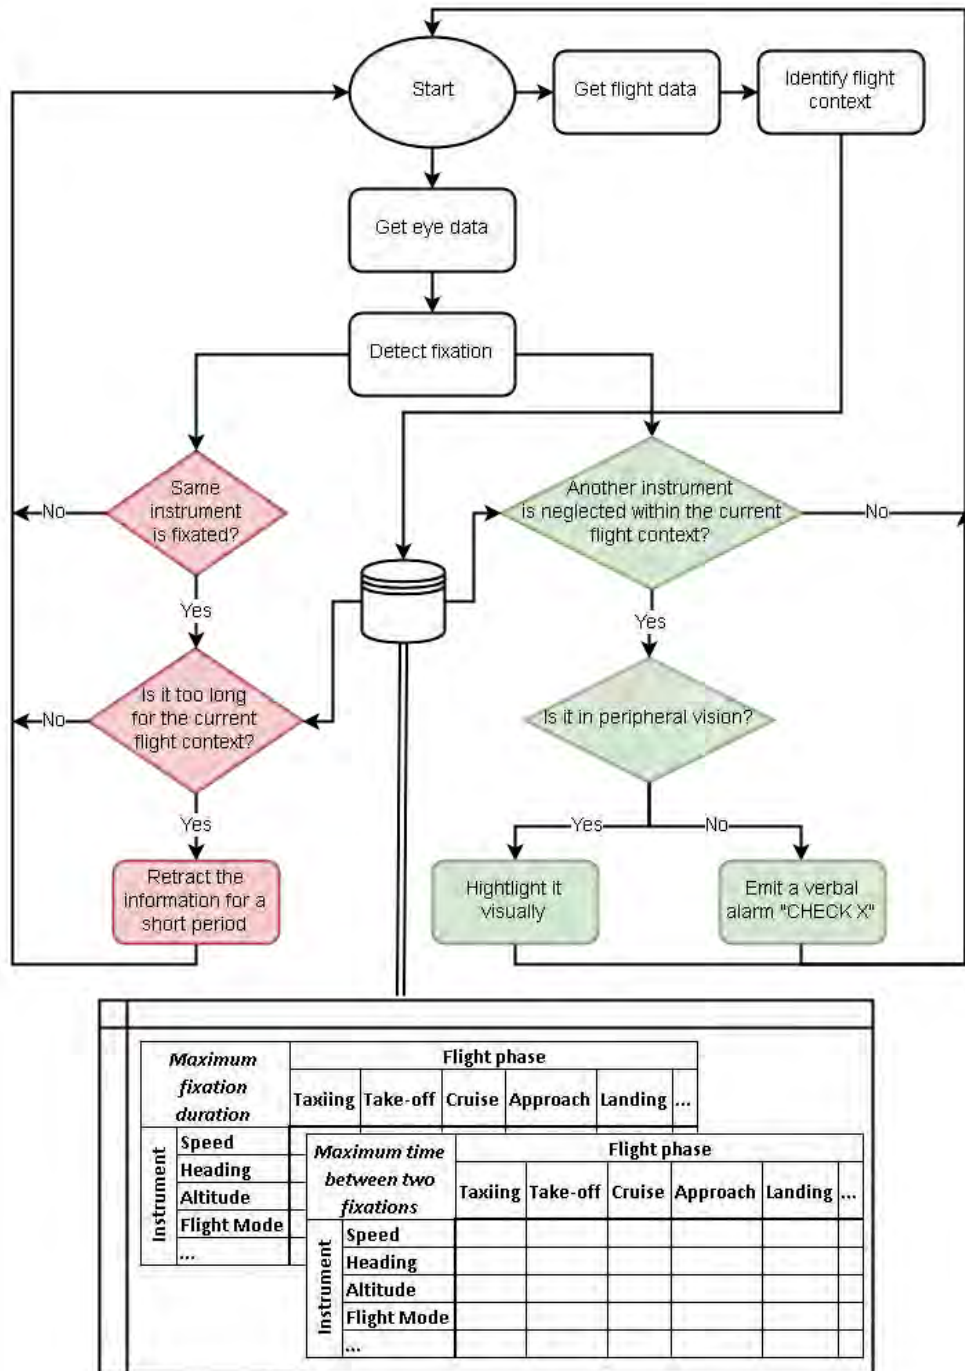 Start
Get flight data
Identify flight
context
Get eye data
Detect fixation
Same
instrument
is fixated?
No
Yes
Another instrument
is neglected within the current
flight context?
No
Yes
Is it too long
for the current
flight context?
No
Yes
Is it in peripheral vision?
Yes
No
Retract the
information for a
short period
Hightlight it
visually
Emit a verbal
alarm "CHECK X"
Maximum
fixation
duration
Flight phase
Taxiing Take-off Cruise Approach Landing ...
Instrument
Speed
Heading
Altitude
Flight Mode
...
Maximum time
between two
fixations
Flight phase
Taxiing Take-off Cruise Approach Landing ...
Instrument
Speed
Heading
Altitude
Flight Mode
...